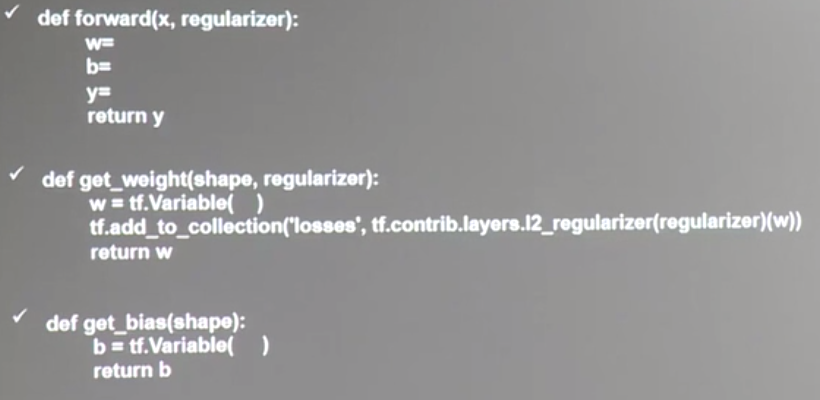 ✓ def forward(x, regularizer):
w=
b=
y=
return y
✓ def get_weight(shape, regularizer):
w = tf.Variable( )
tf.add_to_collection('losses', tf.contrib.layers.l2_regularizer(regularizer)(w))
return w
✓ def get_bias(shape):
b = tf.Variable( )
return b